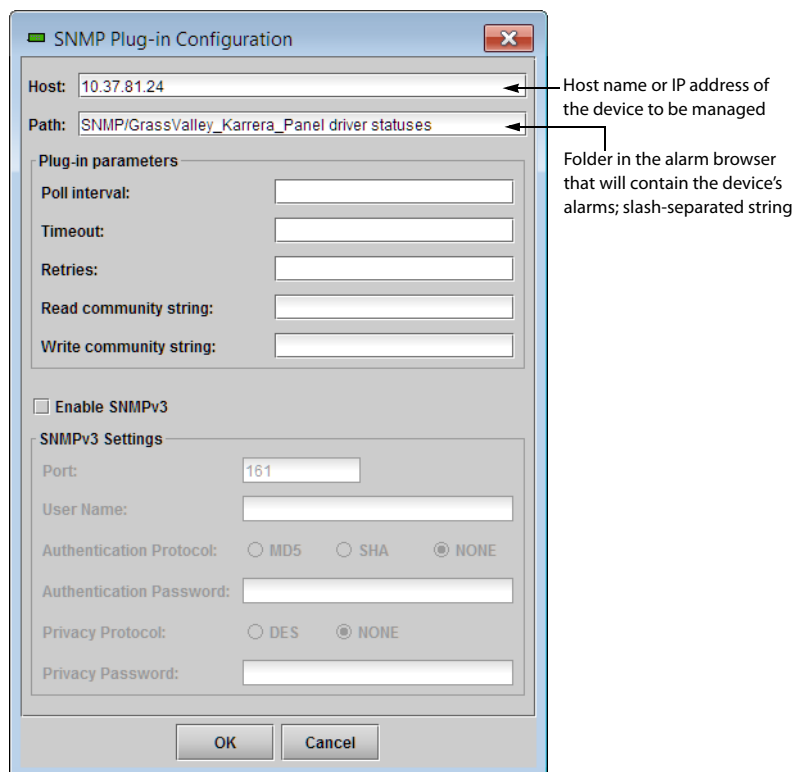 SNMP Plug-in Configuration
Host: 10.37.81.24
Host name or IP address of
the device to be managed
Path: SNMP/GrassValley_Karrera_Panel driver statuses
Folder in the alarm browser
that will contain the device's
alarms; slash-separated string
Plug-in parameters
Poll interval:
Timeout:
Retries:
Read community string:
Write community string:
Enable SNMPv3
SNMPv3 Settings
Port: 161
User Name:
Authentication Protocol: MD5 SHA NONE
Authentication Password:
Privacy Protocol: DES NONE
Privacy Password:
OK Cancel